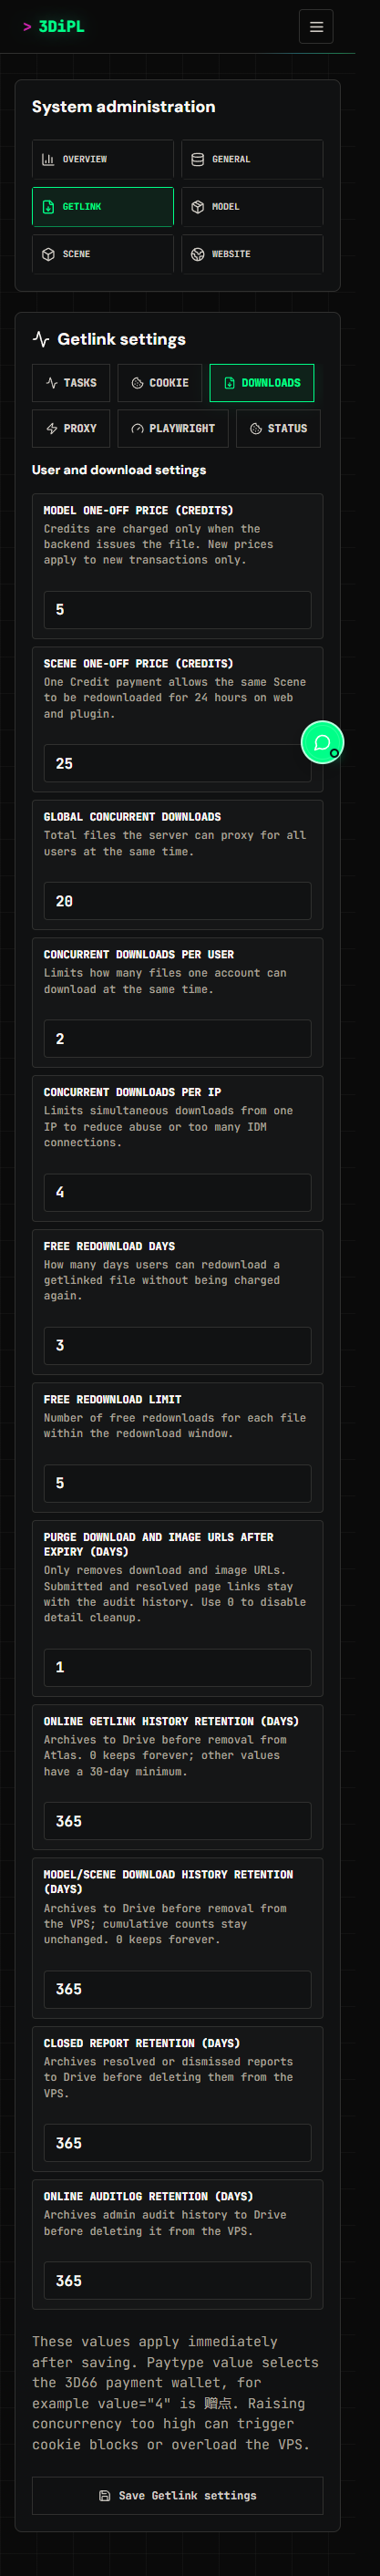 > 3DiPL
System administration
OVERVIEW
GENERAL
GETLINK
MODEL
SCENE
WEBSITE
Getlink settings
TASKS
COOKIE
DOWNLOADS
PROXY
PLAYWRIGHT
STATUS
User and download settings
MODEL ONE-OFF PRICE (CREDITS)
Credits are charged only when the
backend issues the file. New prices
apply to new transactions only.
5
SCENE ONE-OFF PRICE (CREDITS)
One Credit payment allows the same Scene
to be redownloaded for 24 hours on web
and plugin.
25
GLOBAL CONCURRENT DOWNLOADS
Total files the server can proxy for all
users at the same time.
20
CONCURRENT DOWNLOADS PER USER
Limits how many files one account can
download at the same time.
2
CONCURRENT DOWNLOADS PER IP
Limits simultaneous downloads from one
IP to reduce abuse or too many IDM
connections.
4
FREE REDOWNLOAD DAYS
How many days users can redownload a
getlinked file without being charged
again.
3
FREE REDOWNLOAD LIMIT
Number of free redownloads for each file
within the redownload window.
5
PURGE DOWNLOAD AND IMAGE URLS AFTER
EXPIRY (DAYS)
Only removes download and image URLs.
Submitted and resolved page links stay
with the audit history. Use 0 to disable
detail cleanup.
1
ONLINE GETLINK HISTORY RETENTION (DAYS)
Archives to Drive before removal from
Atlas. 0 keeps forever; other values
have a 30-day minimum.
365
MODEL/SCENE DOWNLOAD HISTORY RETENTION
(DAYS)
Archives to Drive before removal from
the VPS; cumulative counts stay
unchanged. 0 keeps forever.
365
CLOSED REPORT RETENTION (DAYS)
Archives resolved or dismissed reports
to Drive before deleting them from the
VPS.
365
ONLINE AUDITLOG RETENTION (DAYS)
Archives admin audit history to Drive
before deleting it from the VPS.
365
These values apply immediately
after saving. Paytype value selects
the 3D66 payment wallet, for
example value="4" is 赠点. Raising
concurrency too high can trigger
cookie blocks or overload the VPS.
Save Getlink settings